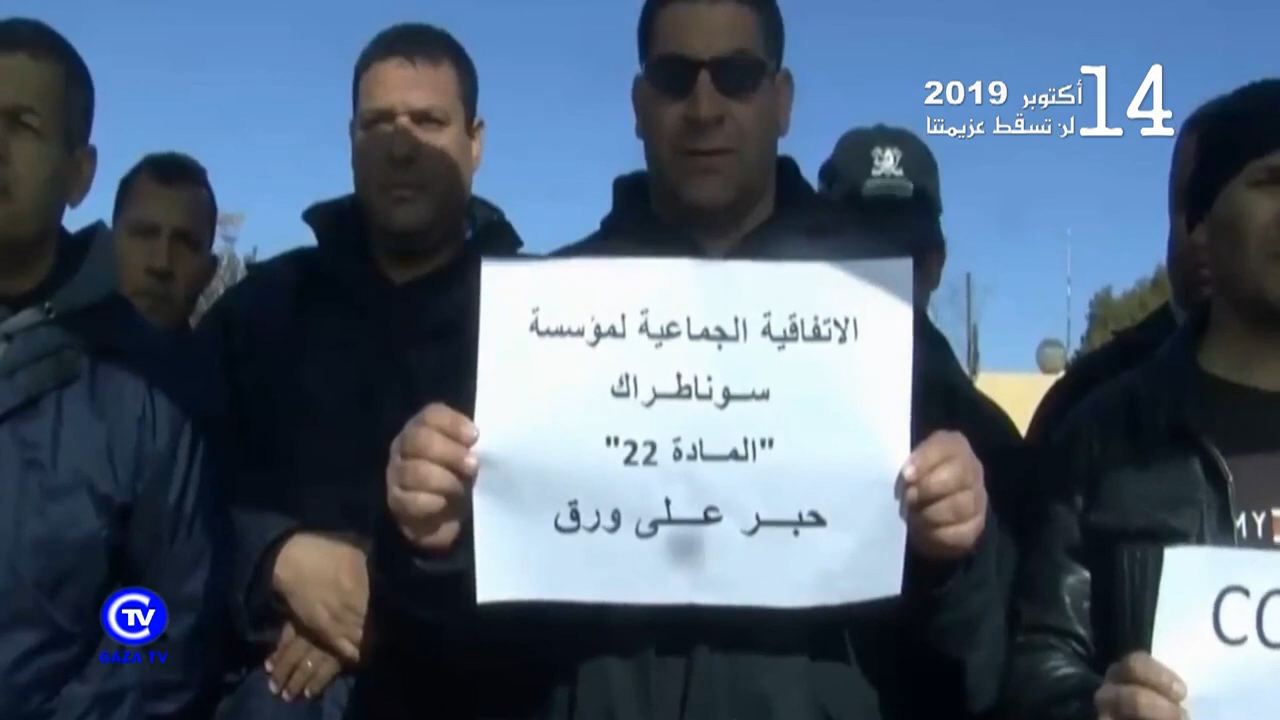 14 أكتوبر 2019
لن تسقط عزيمتنا
الاتفاقية الجماعية لمؤسسة
سوناطراك
"المادة 22"
حبر على ورق
MY
CO
TV
GAZA TV